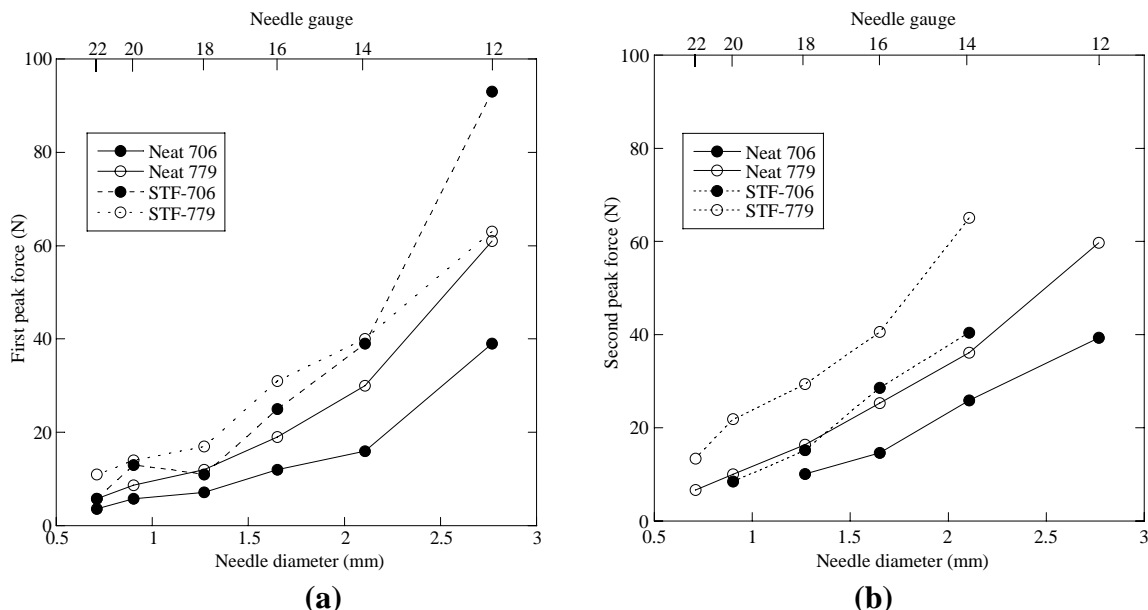 Needle gauge
22 20 18 16 14 12
100
80
60
40
20
0
First peak force (N)
Neat 706
Neat 779
STF-706
STF-779
0.5 1 1.5 2 2.5 3
Needle diameter (mm)
(a)
Needle gauge
22 20 18 16 14 12
100
80
60
40
20
0
Second peak force (N)
Neat 706
Neat 779
STF-706
STF-779
0.5 1 1.5 2 2.5 3
Needle diameter (mm)
(b)